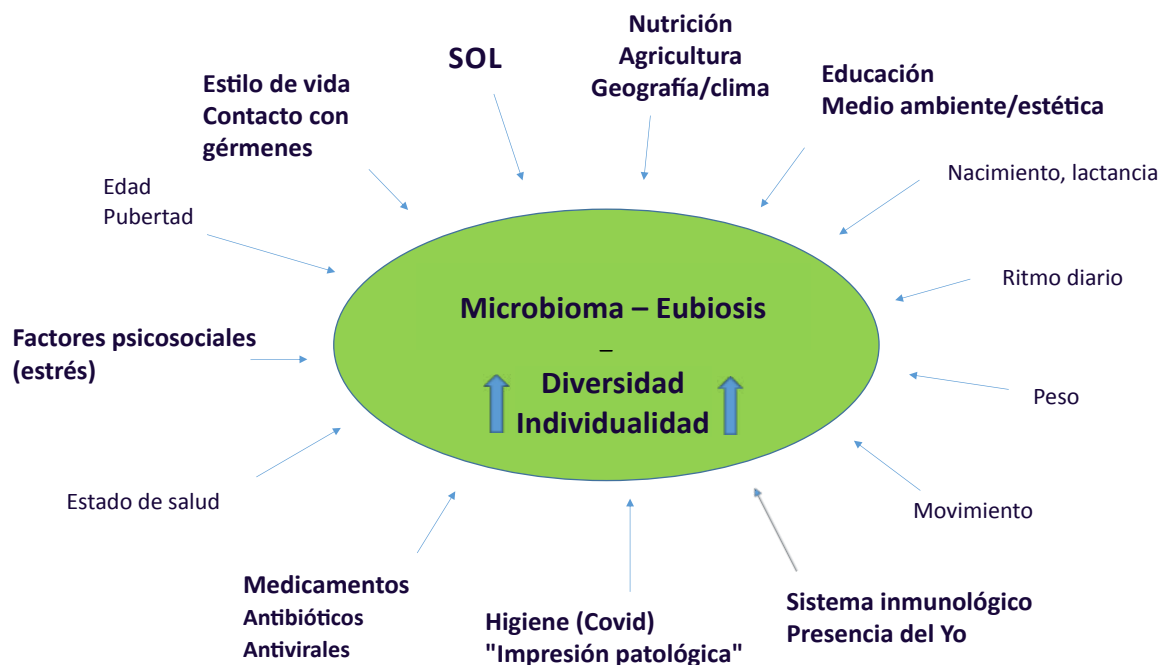 SOL
Nutrición
Agricultura
Geografía/clima
Educación
Medio ambiente/estética
Estilo de vida
Contacto con
gérmenes
Nacimiento, lactancia
Edad
Pubertad
Ritmo diario
Microbioma – Eubiosis
–
Diversidad
Individualidad
Factores psicosociales
(estrés)
Peso
Estado de salud
Movimiento
Medicamentos
Antibióticos
Antivirales
Higiene (Covid)
"Impresión patológica"
Sistema inmunológico
Presencia del Yo